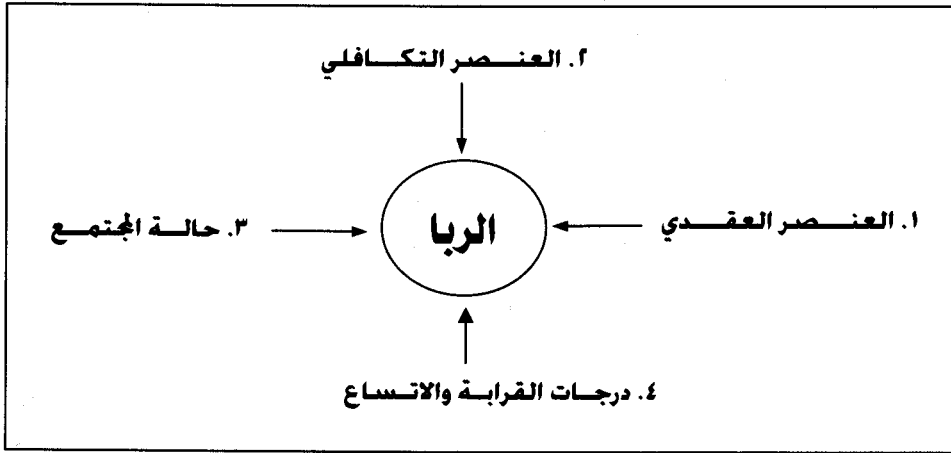 ٢. العنصر التكافلي
١. العنصر العقدي
الربا
٣. حالة المجتمع
٤. درجات القرابة والاتساع